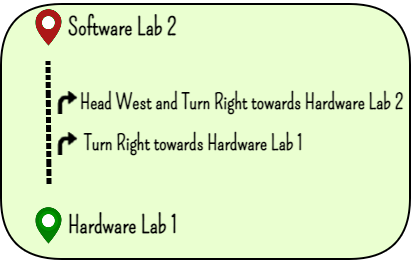 Software Lab 2
Head West and Turn Right towards Hardware Lab 2
Turn Right towards Hardware Lab 1
Hardware Lab 1